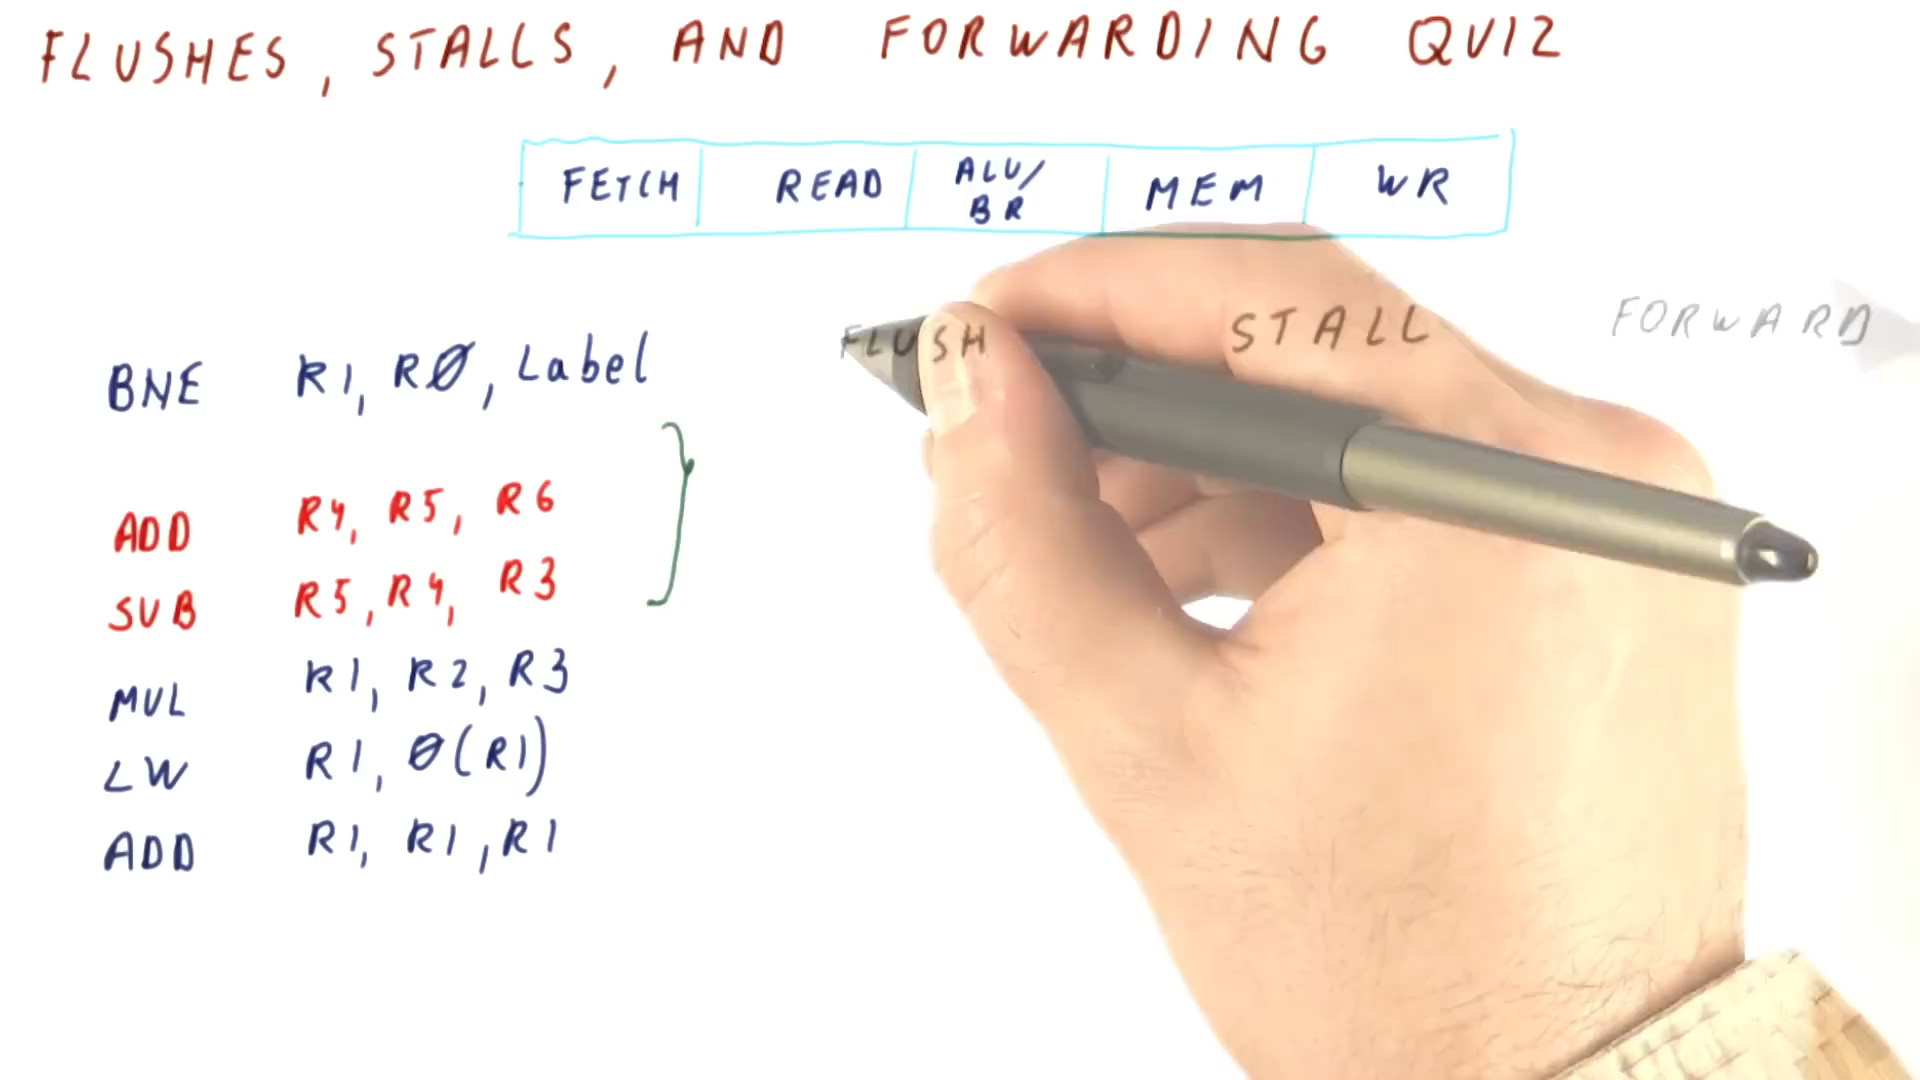 FLUSHES, STALLS, AND FORWARDING QUIZ
FETCH READ ALU/BR MEM WR
FLUSH STALL FORWARD
BNE R1, RØ, Label
ADD R4, R5, R6
SUB R5, R4, R3
MUL R1, R2, R3
LW R1, Ø(R1)
ADD R1, R1, R1